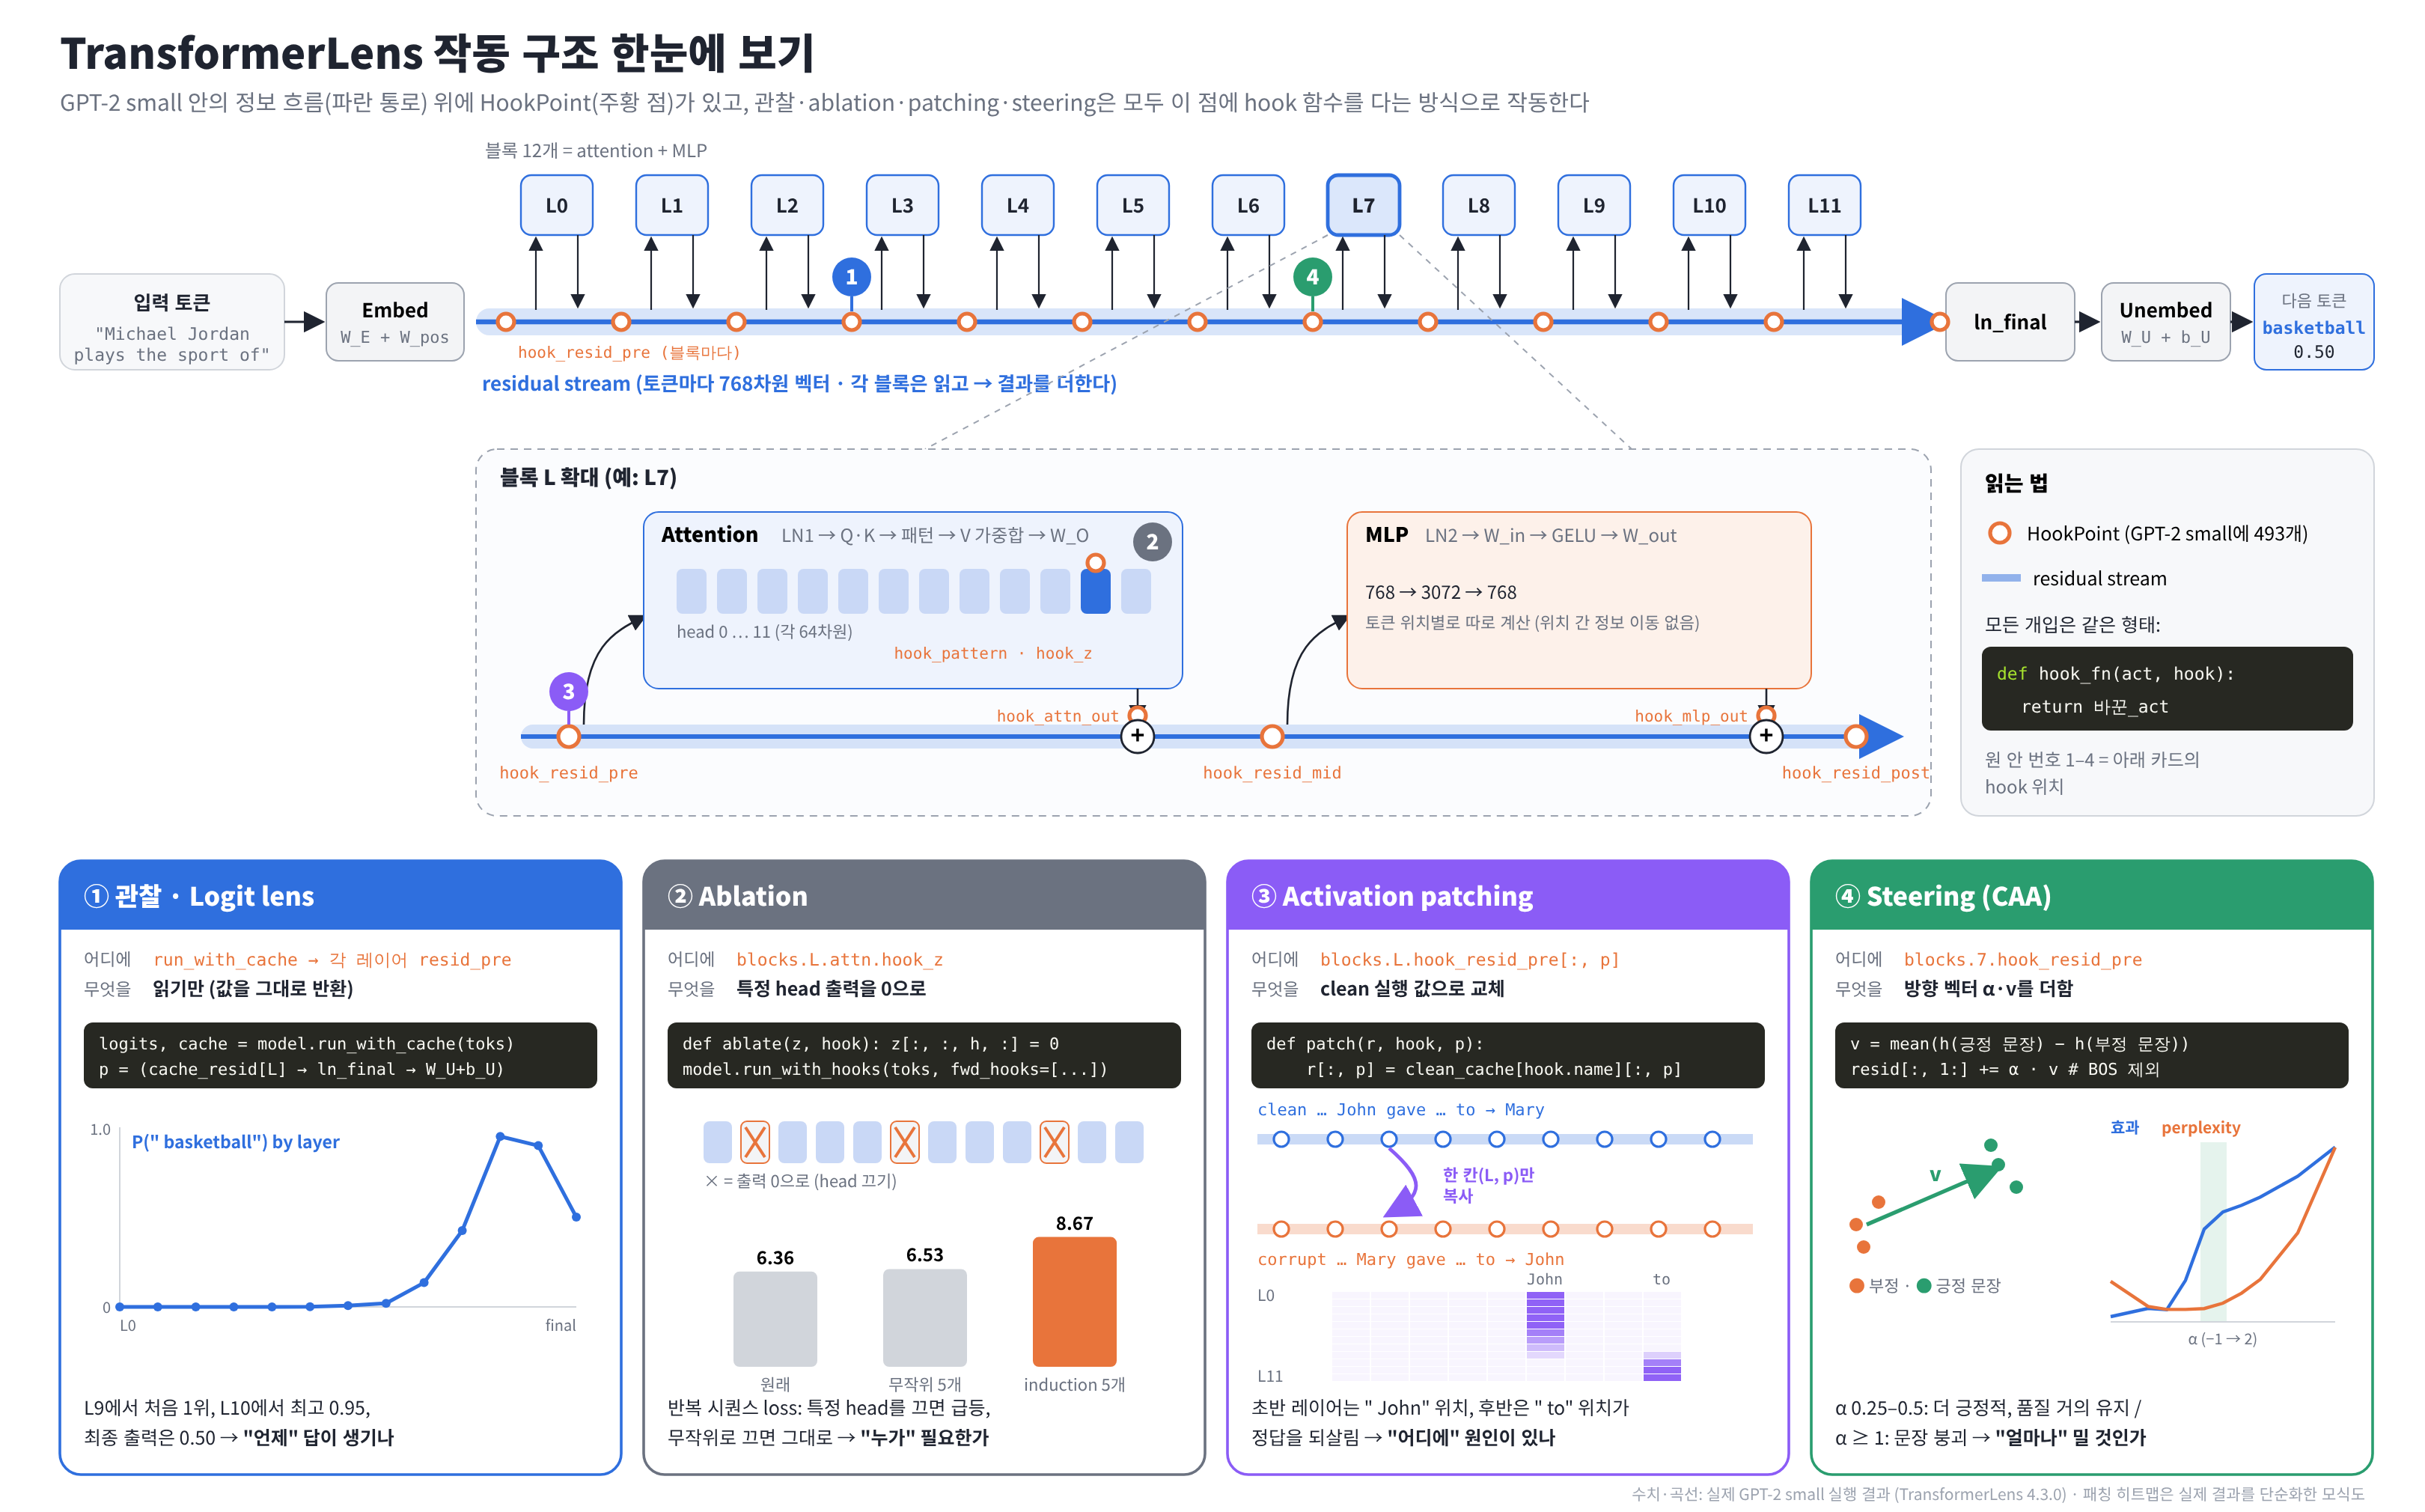 TransformerLens 작동 구조 한눈에 보기
GPT-2 small 안의 정보 흐름(파란 통로) 위에 HookPoint(주황 점)가 있고, 관찰·ablation·patching·steering은 모두 이 점에 hook 함수를 다는 방식으로 작동한다
블록 12개 = attention + MLP
L0
L1
L2
L3
L4
L5
L6
L7
L8
L9
L10
L11
1
4
입력 토큰
"Michael Jordan
plays the sport of"
Embed
W_E + W_pos
ln_final
Unembed
W_U + b_U
다음 토큰
basketball
0.50
hook_resid_pre (블록마다)
residual stream (토큰마다 768차원 벡터 · 각 블록은 읽고 → 결과를 더한다)
블록 L 확대 (예: L7)
Attention LN1 → Q·K → 패턴 → V 가중합 → W_O
2
head 0 … 11 (각 64차원)
hook_pattern · hook_z
MLP LN2 → W_in → GELU → W_out
768 → 3072 → 768
토큰 위치별로 따로 계산 (위치 간 정보 이동 없음)
3
hook_attn_out
+
hook_mlp_out
+
hook_resid_pre
hook_resid_mid
hook_resid_post
읽는 법
HookPoint (GPT-2 small에 493개)
residual stream
모든 개입은 같은 형태:
def hook_fn(act, hook):
return 바꾼_act
원 안 번호 1–4 = 아래 카드의
hook 위치
① 관찰 · Logit lens
어디에 run_with_cache → 각 레이어 resid_pre
무엇을 읽기만 (값을 그대로 반환)
logits, cache = model.run_with_cache(toks)
p = (cache_resid[L] → ln_final → W_U+b_U)
1.0
P(" basketball") by layer
0
L0
final
L9에서 처음 1위, L10에서 최고 0.95,
최종 출력은 0.50 → "언제" 답이 생기나
② Ablation
어디에 blocks.L.attn.hook_z
무엇을 특정 head 출력을 0으로
def ablate(z, hook): z[:, :, h, :] = 0
model.run_with_hooks(toks, fwd_hooks=[...])
× = 출력 0으로 (head 끄기)
6.36
6.53
8.67
원래
무작위 5개
induction 5개
반복 시퀀스 loss: 특정 head를 끄면 급등,
무작위로 끄면 그대로 → "누가" 필요한가
③ Activation patching
어디에 blocks.L.hook_resid_pre[:, p]
무엇을 clean 실행 값으로 교체
def patch(r, hook, p):
r[:, p] = clean_cache[hook.name][:, p]
clean … John gave … to → Mary
한 칸(L, p)만
복사
corrupt … Mary gave … to → John
John
to
L0
L11
초반 레이어는 " John" 위치, 후반은 " to" 위치가
정답을 되살림 → "어디에" 원인이 있나
④ Steering (CAA)
어디에 blocks.7.hook_resid_pre
무엇을 방향 벡터 α·v를 더함
v = mean(h(긍정 문장) − h(부정 문장))
resid[:, 1:] += α · v # BOS 제외
v
부정 · 긍정 문장
효과 perplexity
α (−1 → 2)
α 0.25–0.5: 더 긍정적, 품질 거의 유지 /
α ≥ 1: 문장 붕괴 → "얼마나" 밀 것인가
수치·곡선: 실제 GPT-2 small 실행 결과 (TransformerLens 4.3.0) · 패칭 히트맵은 실제 결과를 단순화한 모식도